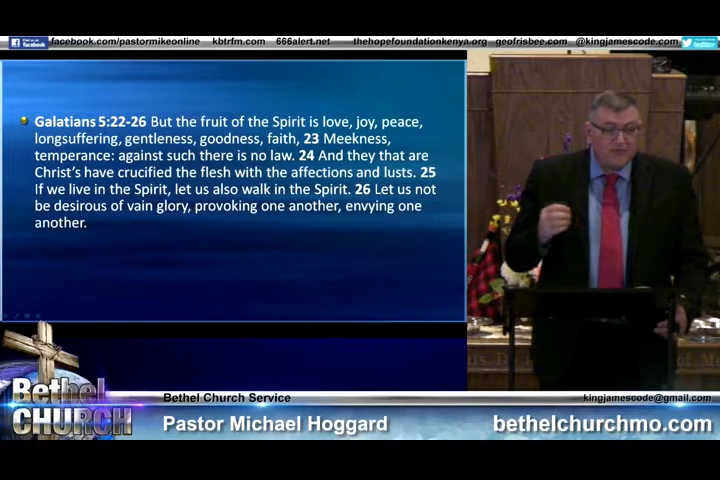 Find us on
facebook
facebook.com/pastormikeonline kbtrfm.com 666alert.net thehopefoundationkenya.org geofrisbee.com @kingjamescode.com
Galatians 5:22-26 But the fruit of the Spirit is love, joy, peace,
longsuffering, gentleness, goodness, faith, 23 Meekness,
temperance: against such there is no law. 24 And they that are
Christ's have crucified the flesh with the affections and lusts. 25
If we live in the Spirit, let us also walk in the Spirit. 26 Let us not
be desirous of vain glory, provoking one another, envying one
another.
Bethel
CHURCH
Bethel Church Service
kingjamescode@gmail.com
Pastor Michael Hoggard
bethelchurchmo.com